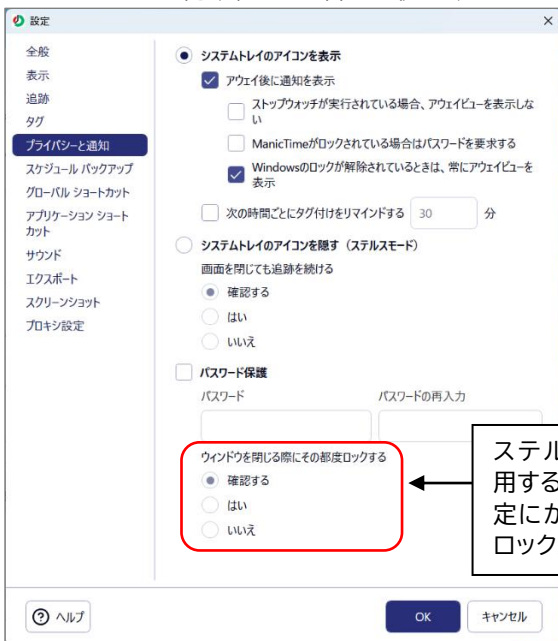 設定
全般
表示
追跡
タグ
プライバシーと通知
スケジュール バックアップ
グローバル ショートカット
アプリケーション ショート
カット
サウンド
エクスポート
スクリーンショット
プロキシ設定
システムトレイのアイコンを表示
アウェイ後に通知を表示
ストップウォッチが実行されている場合、アウェイビューを表示しな
い
ManicTimeがロックされている場合はパスワードを要求する
Windowsのロックが解除されているときは、常にアウェイビューを
表示
次の時間ごとにタグ付けをリマインドする 30 分
システムトレイのアイコンを隠す（ステルスモード）
画面を閉じても追跡を続ける
確認する
はい
いいえ
パスワード保護
パスワード パスワードの再入力
ウィンドウを閉じる際にその都度ロックする
確認する
はい
いいえ
ステル
用する
定にか
ロック
ヘルプ OK キャンセル